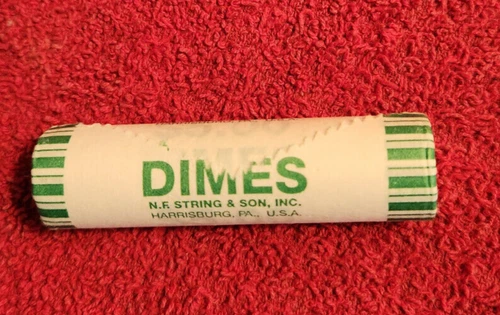 DIMES
N.F. STRING & SON, INC.
HARRISBURG, PA., U.S.A.